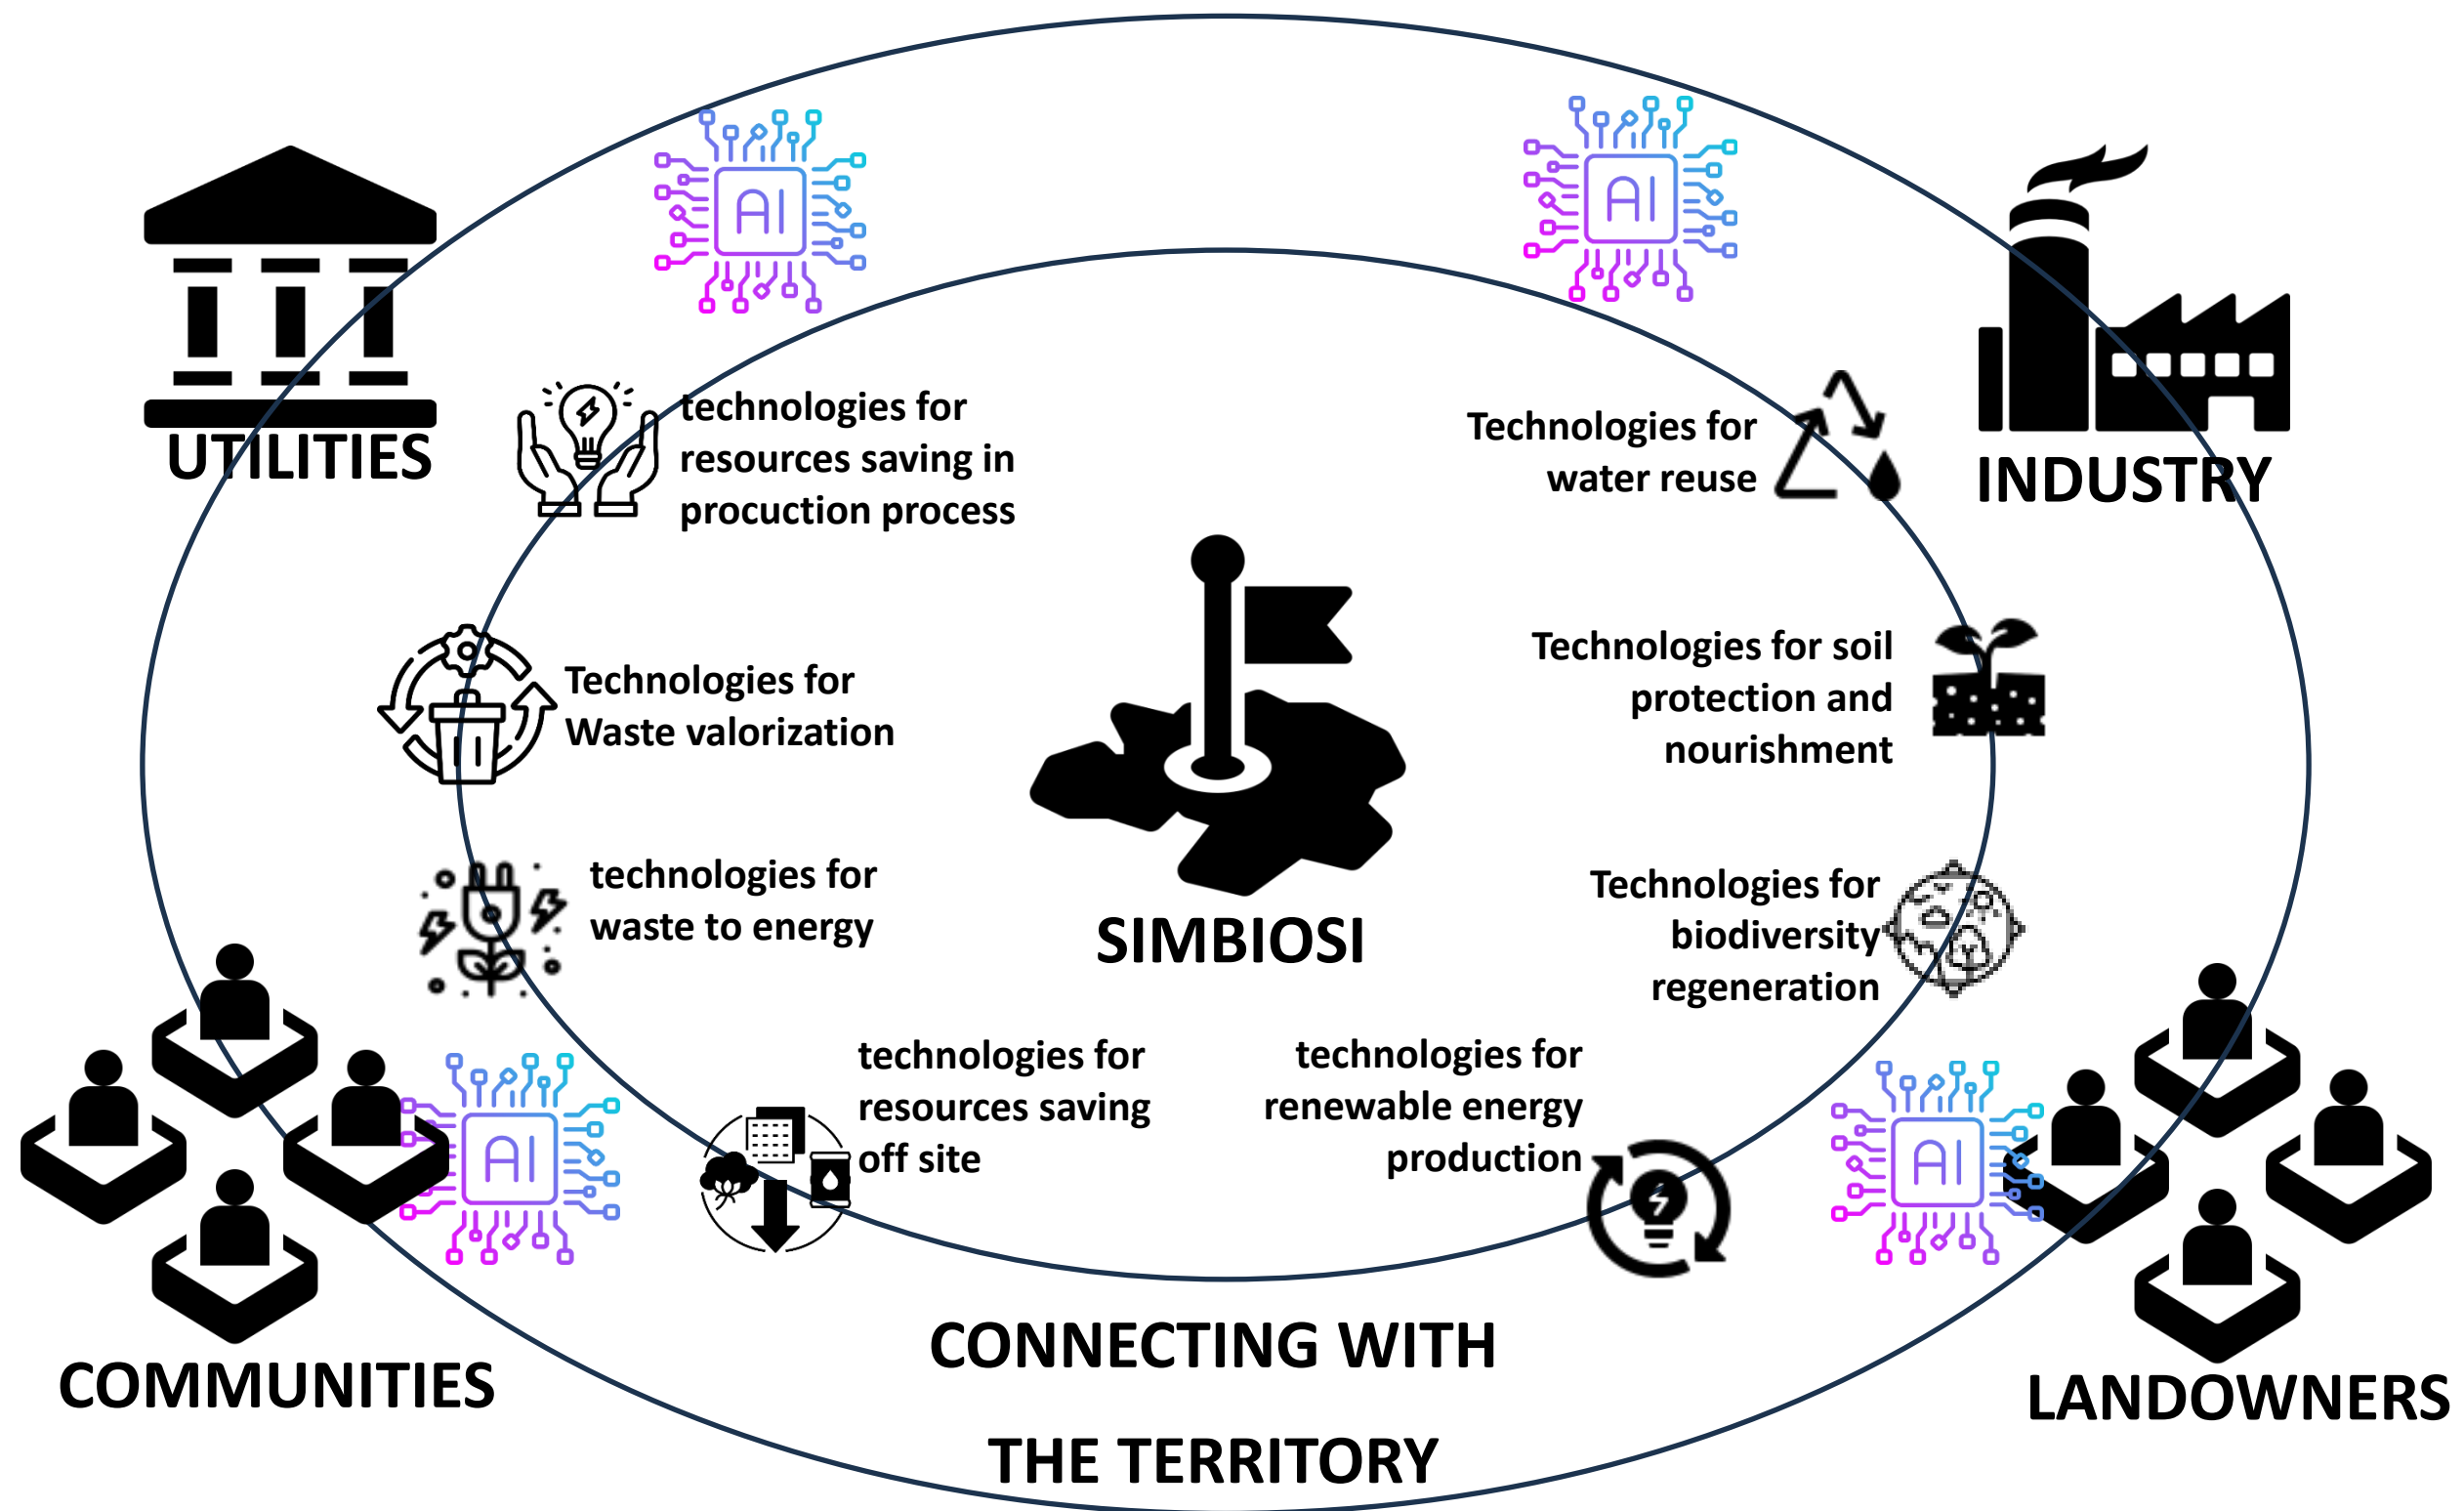 AI
AI
UTILITIES
technologies for
resources saving in
procuction process
Technologies for
water reuse
INDUSTRY
Technologies for
Waste valorization
Technologies for soil
protection and
nourishment
technologies for
waste to energy
SIMBIOSI
Technologies for
biodiversity
regeneration
technologies for
resources saving
off site
technologies for
renewable energy
production
AI
AI
COMMUNITIES
LANDOWNERS
CONNECTING WITH
THE TERRITORY